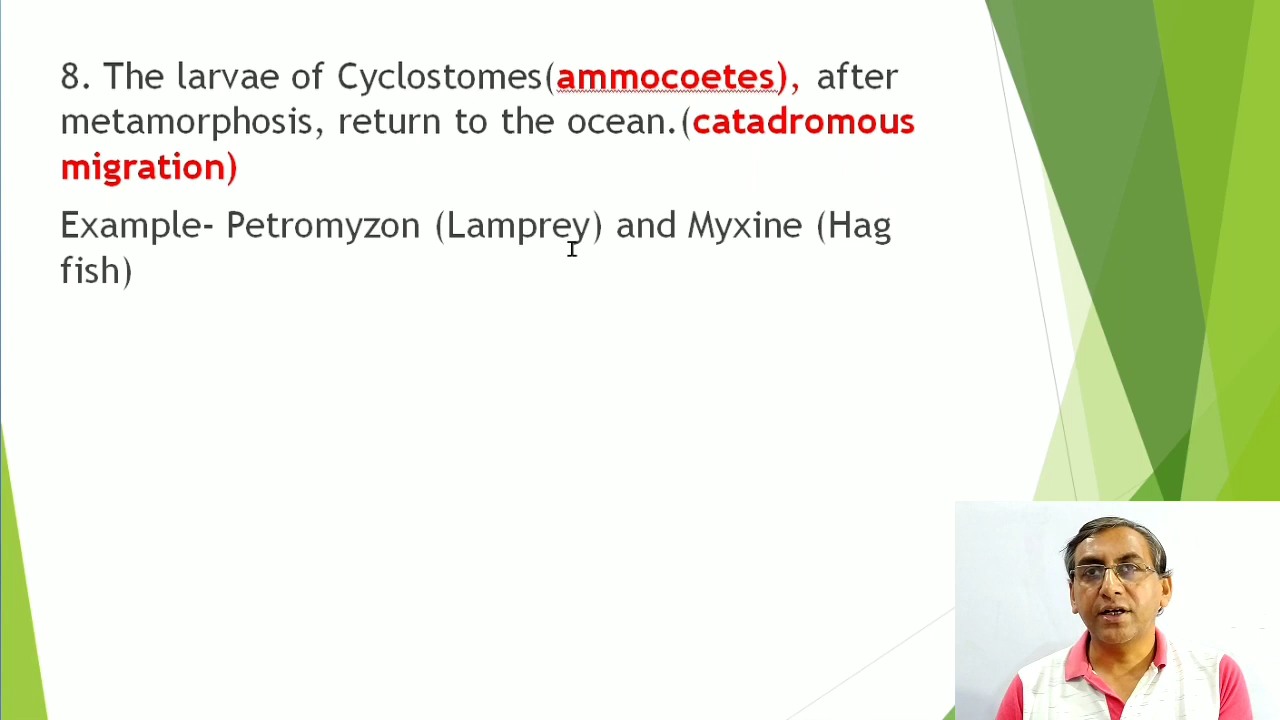 8. The larvae of Cyclostomes(ammocoetes), after
metamorphosis, return to the ocean.(catadromous
migration)
Example- Petromyzon (Lamprey) and Myxine (Hag
fish)